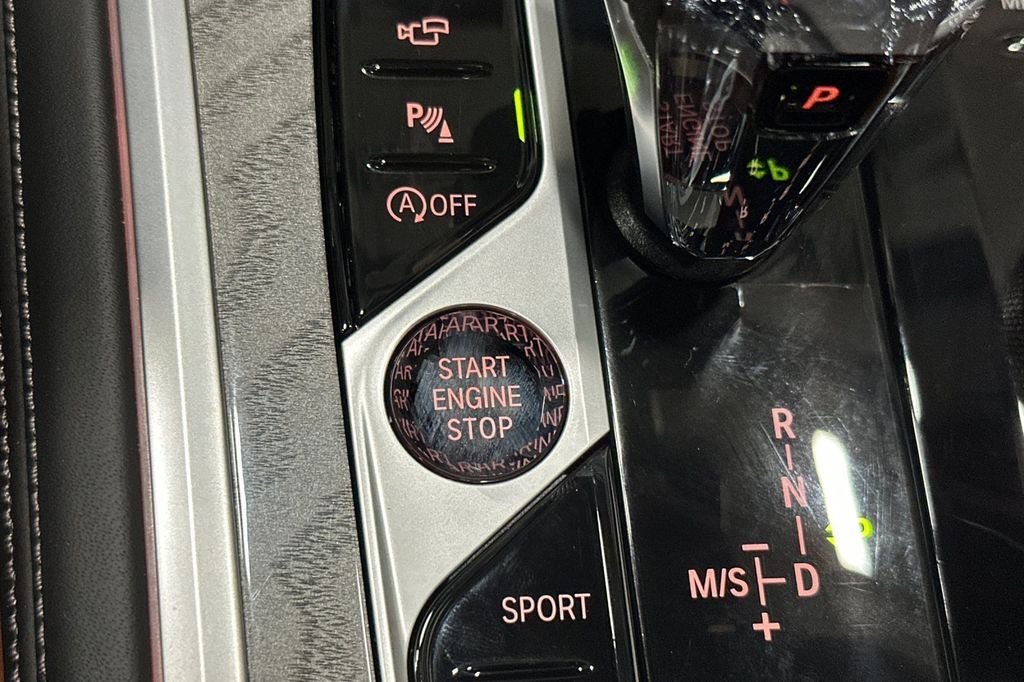 P
P
A OFF
START
ENGINE
STOP
R
N
M/S
D
SPORT